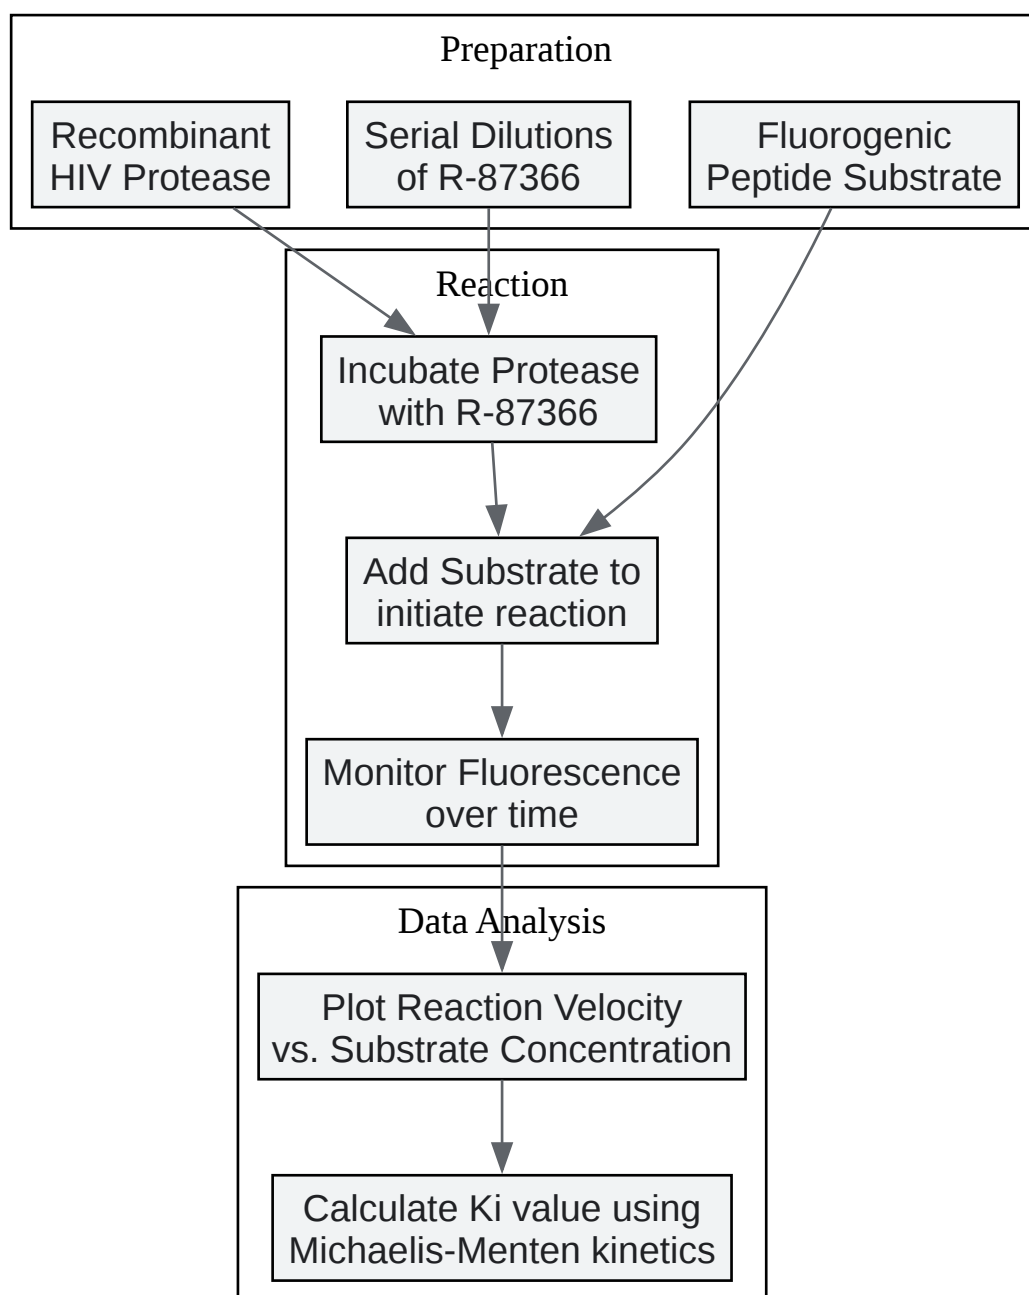 Preparation
Recombinant
HIV Protease
Serial Dilutions
of R-87366
Fluorogenic
Peptide Substrate
Reaction
Incubate Protease
with R-87366
Add Substrate to
initiate reaction
Monitor Fluorescence
over time
Data Analysis
Plot Reaction Velocity
vs. Substrate Concentration
Calculate Ki value using
Michaelis-Menten kinetics